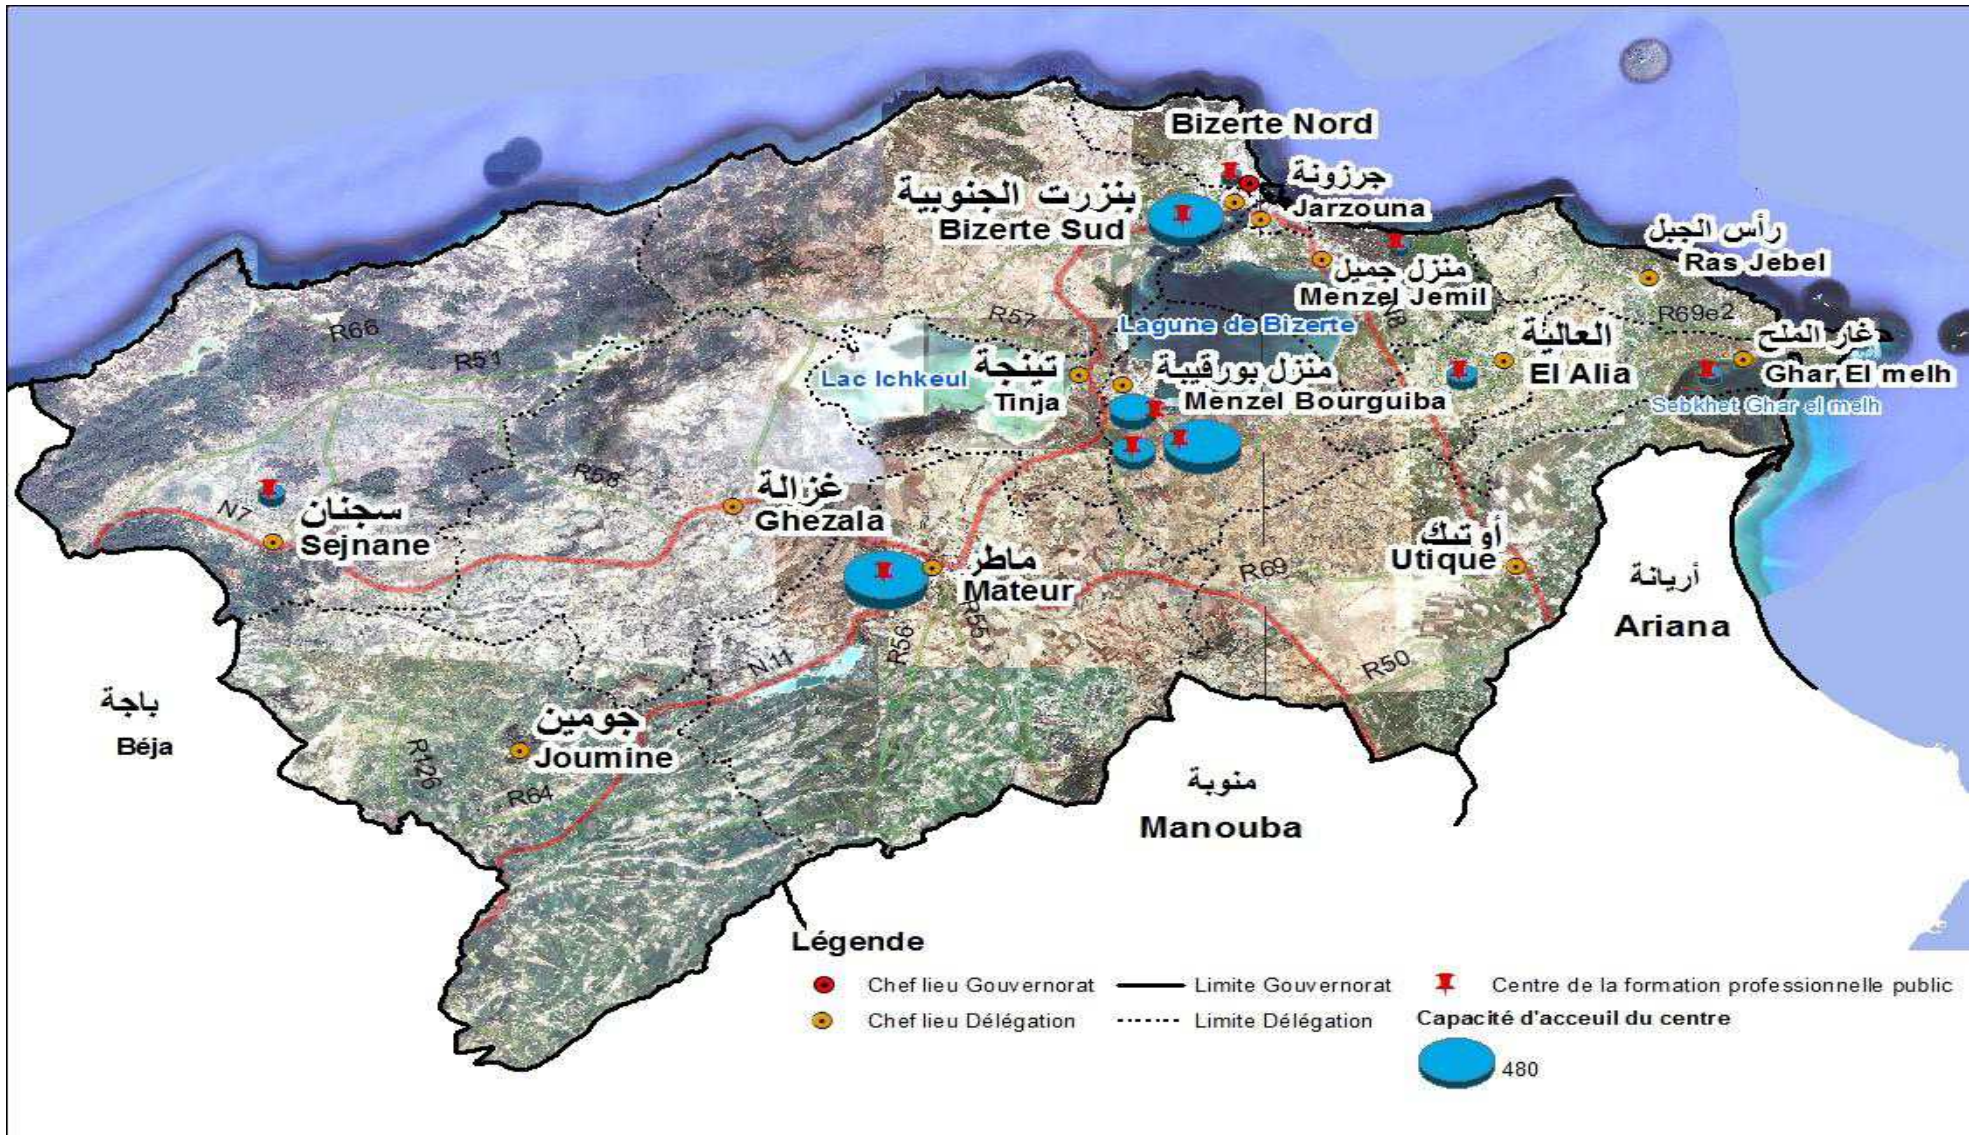 Bizerte Nord
جرزونة
Jarzouna
بنزرت الجنوبية
Bizerte Sud
رأس الجبل
Ras Jebel
منزل جميل
Menzel Jemil
R69e2
N8
R57
R66
R51
Lagune de Bizerte
العالية
El Alia
غار الملح
Ghar El melh
Sebkhet Ghar el melh
Lac Ichkeul
تينجة
Tinja
منزل بورقيبة
Menzel Bourguiba
R58
غزالة
Ghezala
N7
سجنان
Sejnane
ماطر
Mateur
أوتيك
Utique
R69
أريانة
Ariana
R55
R56
N11
R50
باجة
Béja
جومين
Joumine
R126
R64
منوبة
Manouba
Légende
Chef lieu Gouvernorat
Limite Gouvernorat
Centre de la formation professionnelle public
Chef lieu Délégation
Limite Délégation
Capacité d'acceuil du centre
480